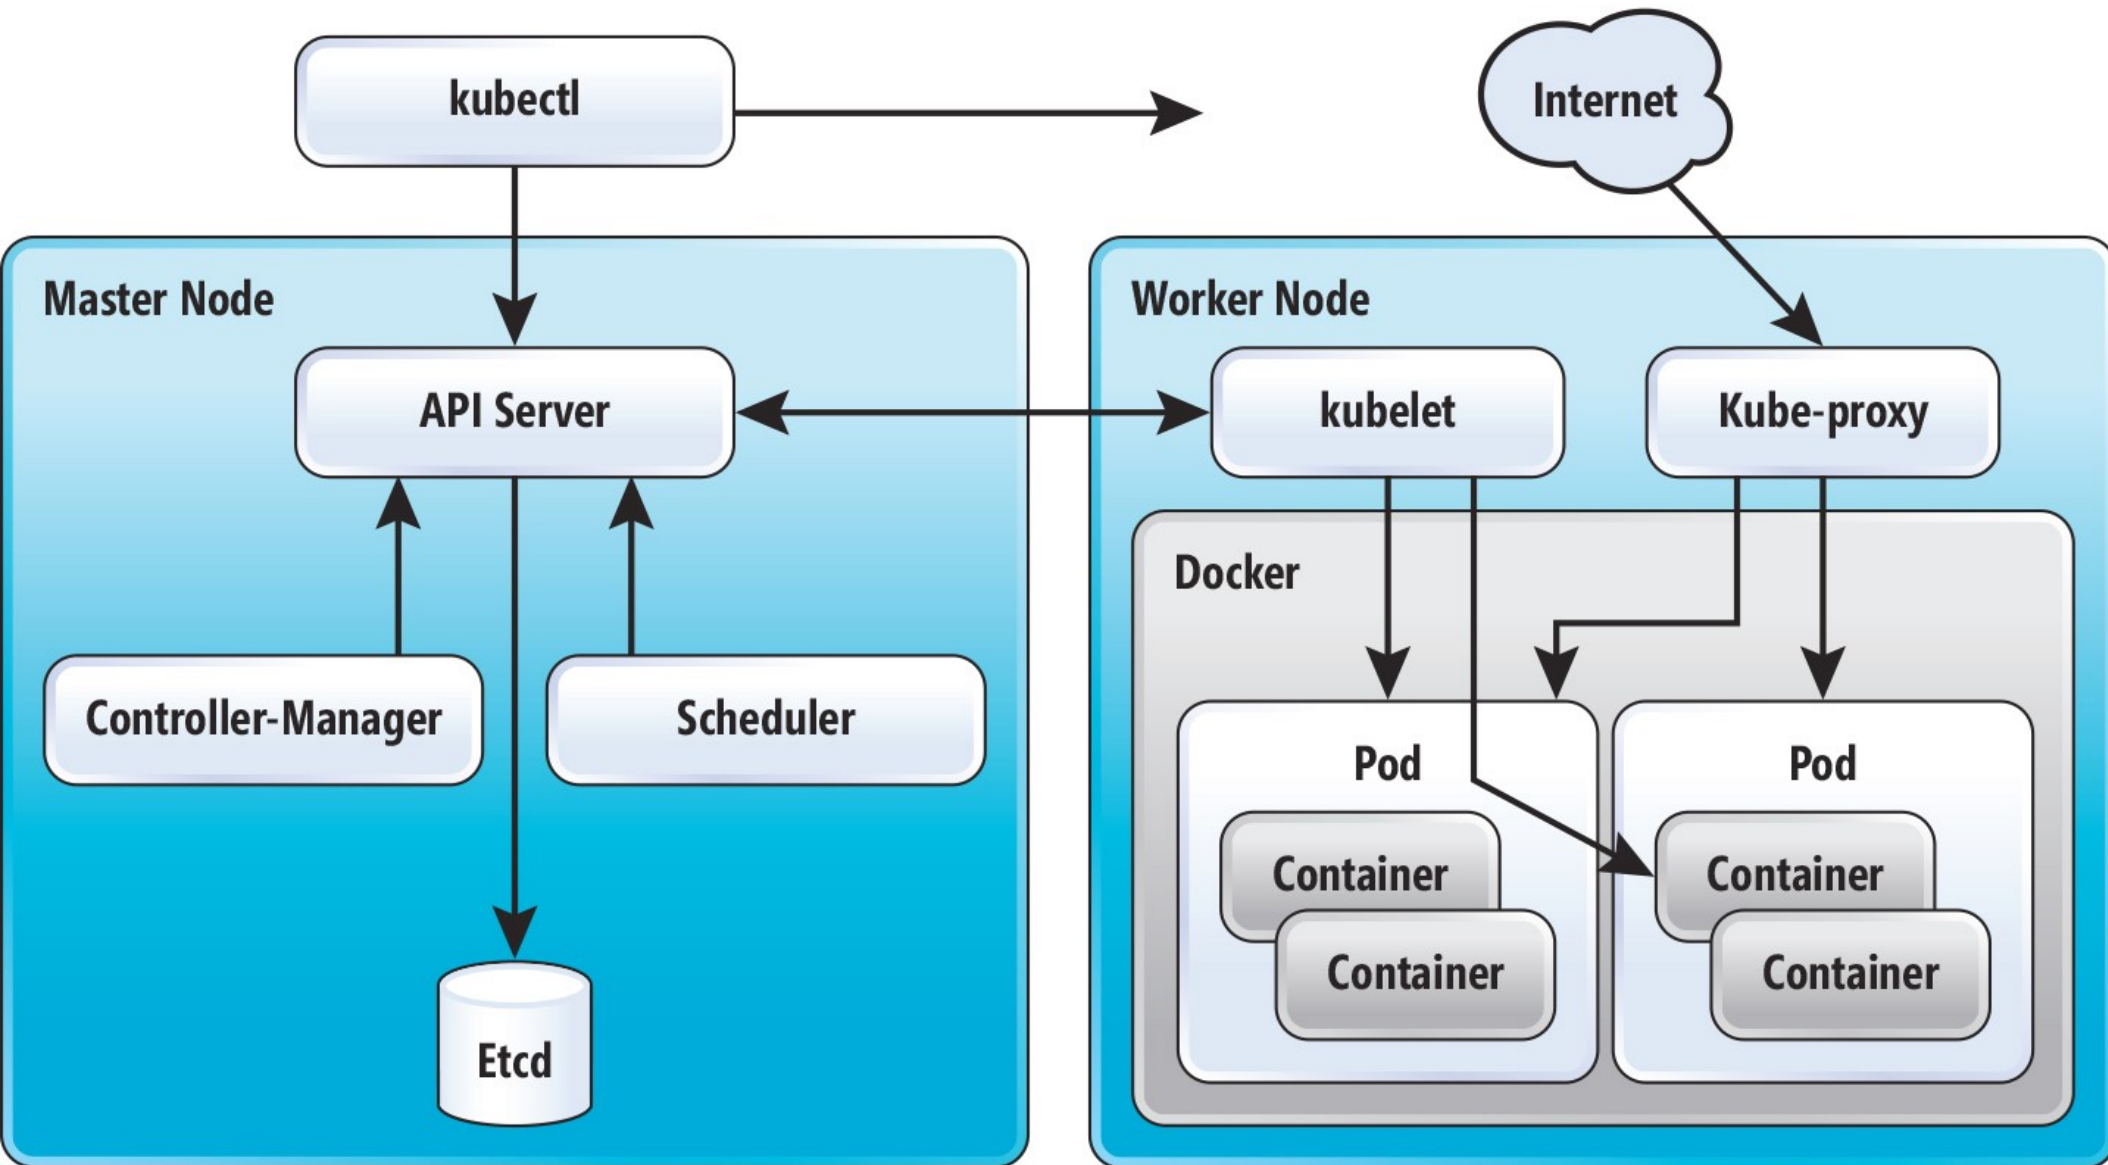 kubectl
Internet
Master Node
Worker Node
API Server
kubelet
Kube-proxy
Docker
Controller-Manager
Scheduler
Pod
Pod
Container
Container
Container
Container
Etcd